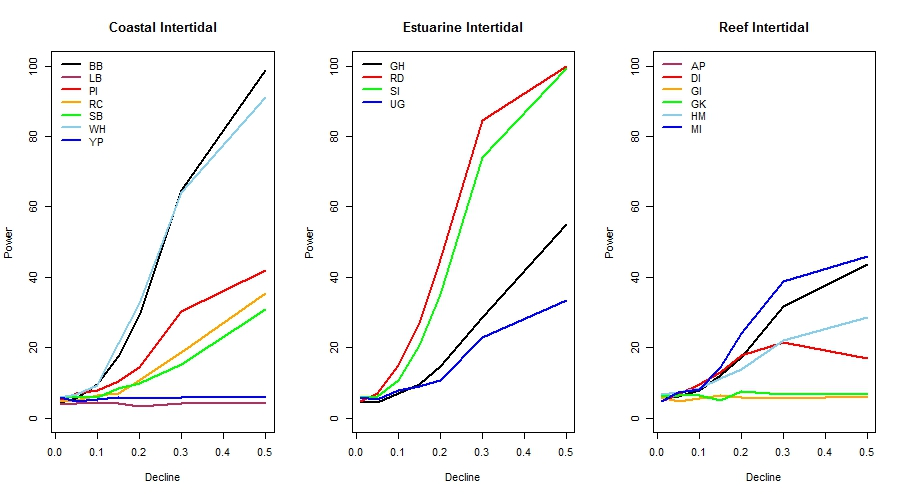 Coastal Intertidal
Power
100
80
60
40
20
0
BB
LB
PI
RC
SB
WH
YP
0.0 0.1 0.2 0.3 0.4 0.5
Decline
Estuarine Intertidal
Power
100
80
60
40
20
0
GH
RD
SI
UG
0.0 0.1 0.2 0.3 0.4 0.5
Decline
Reef Intertidal
Power
100
80
60
40
20
0
AP
DI
GI
GK
HM
MI
0.0 0.1 0.2 0.3 0.4 0.5
Decline